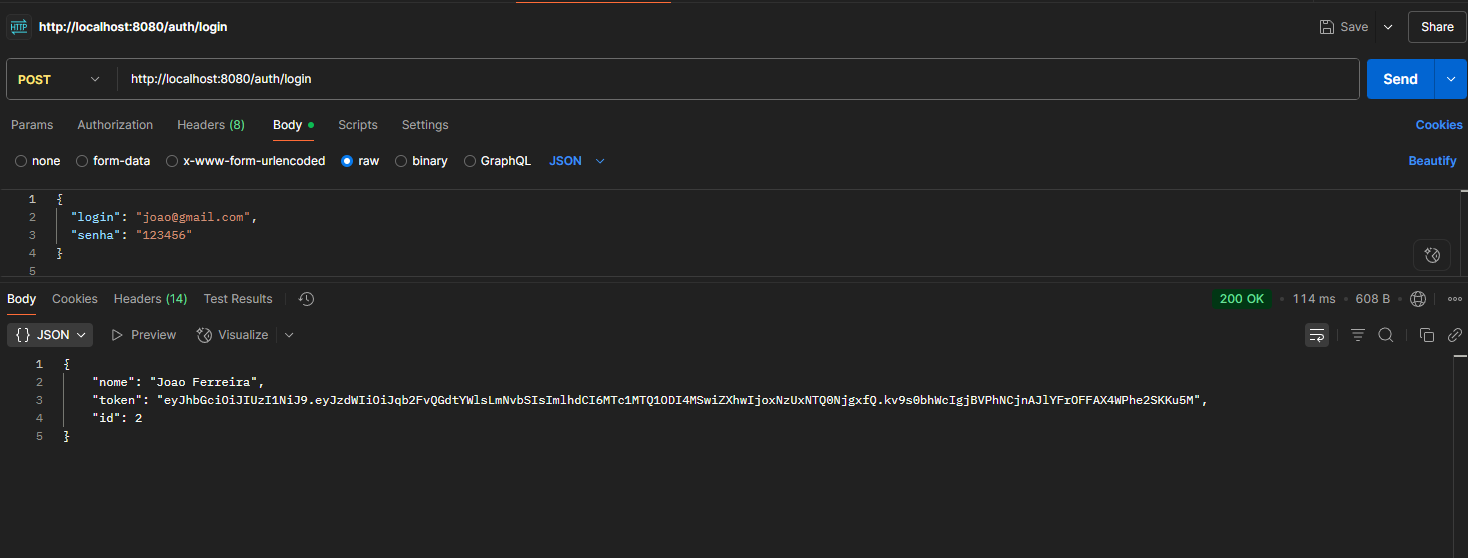 HTTP http://localhost:8080/auth/login Save Share
POST http://localhost:8080/auth/login Send
Params Authorization Headers (8) Body Scripts Settings Cookies
none form-data x-www-form-urlencoded raw binary GraphQL JSON Beautify
1 {
2 "login": "joao@gmail.com",
3 "senha": "123456"
4 }
5
Body Cookies Headers (14) Test Results 200 OK • 114 ms • 608 B
{} JSON Preview Visualize
1 {
2 "nome": "Joao Ferreira",
3 "token": "eyJhbGciOiJIUzI1NiJ9.eyJzdWIiOiJqb2FvQGdtYWlsLmNvbSIsImlhdCI6MTc1MTQ1ODI4MSwiZXhwIjoxNzUxNTQ0NjgxfQ.kv9s0bhWcIgjBVPhNCjnAJlYFrOFFAX4WPhe2SKKu5M",
4 "id": 2
5 }